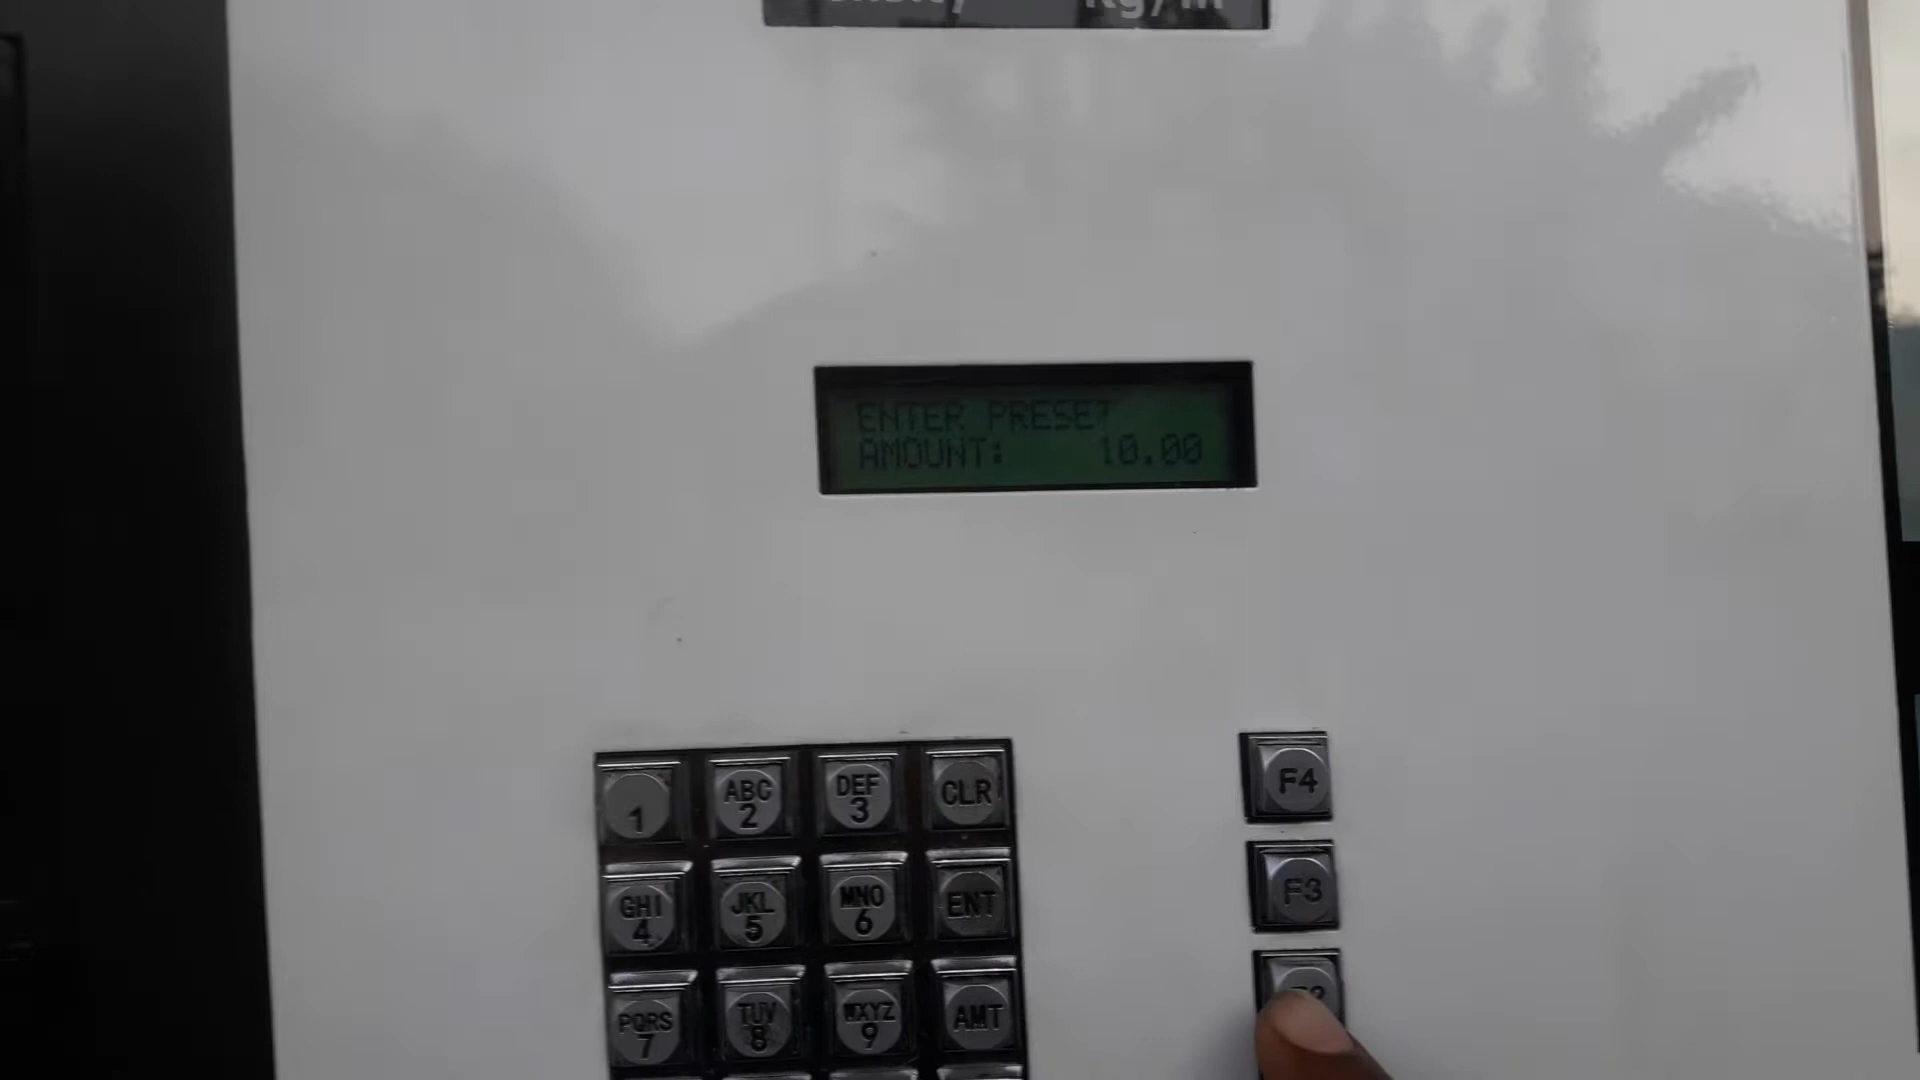 Kg/m
ENTER PRESET
AMOUNT: 10.00
1
ABC
2
DEF
3
CLR
F4
GHI
4
JKL
5
MNO
6
ENT
F3
PQRS
7
TUV
8
WXYZ
9
AMT